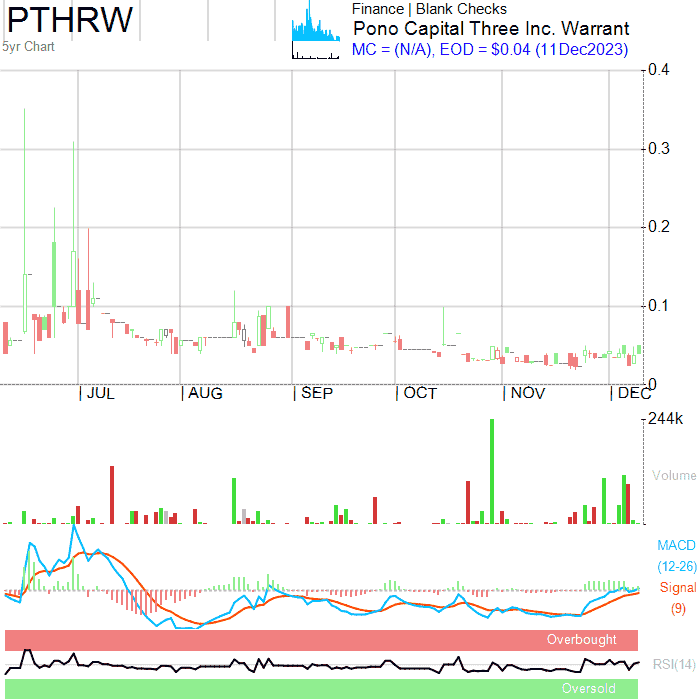 PTHRW
5yr Chart
Finance | Blank Checks
Pono Capital Three Inc. Warrant
MC = (N/A), EOD = $0.04 (11Dec2023)
0.4
0.3
0.2
0.1
0
JUL
AUG
SEP
OCT
NOV
DEC
244k
Volume
MACD
(12-26)
Signal
(9)
Overbought
RSI(14)
Oversold